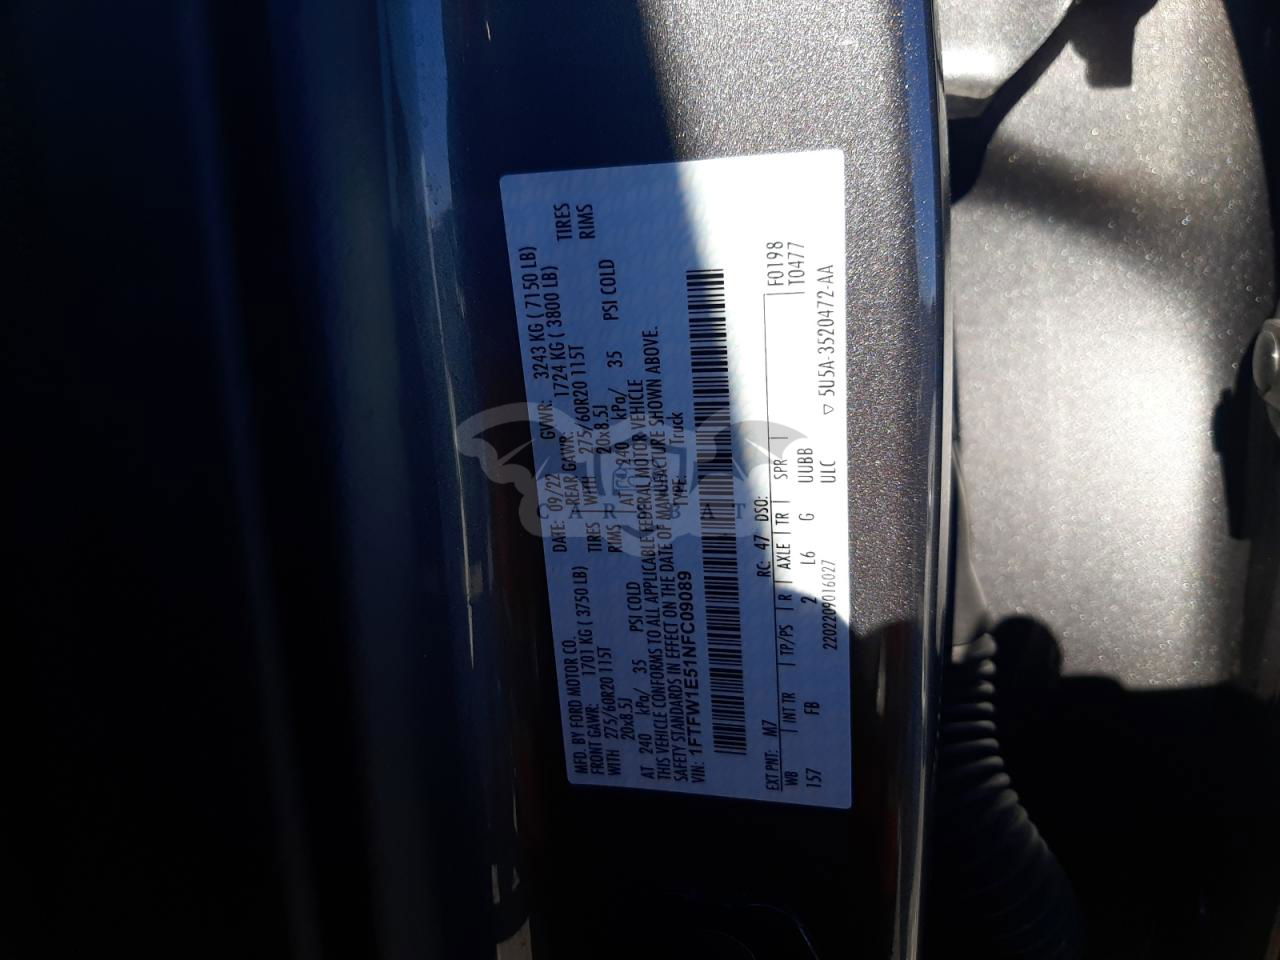 MFD. BY FORD MOTOR CO.
DATE: 09/22 GVWR: 3243 KG ( 7150 LB)
FRONT GAWR: 1701 KG ( 3750 LB)
REAR GAWR: 1724 KG ( 3800 LB)
WITH 275/60R20 115T TIRES WITH 275/60R20 115T TIRES
20x8.5J RIMS 20x8.5J RIMS
AT 240 kPa/ 35 PSI COLD AT 240 kPa/ 35 PSI COLD
THIS VEHICLE CONFORMS TO ALL APPLICABLE FEDERAL MOTOR VEHICLE
SAFETY STANDARDS IN EFFECT ON THE DATE OF MANUFACTURE SHOWN ABOVE.
VIN: 1FTFW1E51NFC09089 TYPE: Truck
F0198
T0477
EXT PNT: M7 RC: 47 DSO:
WB INT TR TP/PS R AXLE TR SPR
157 FB 2 L6 G UUBB
2202209016027 ULC ▽ 5U5A-3520472-AA
CAR BAT